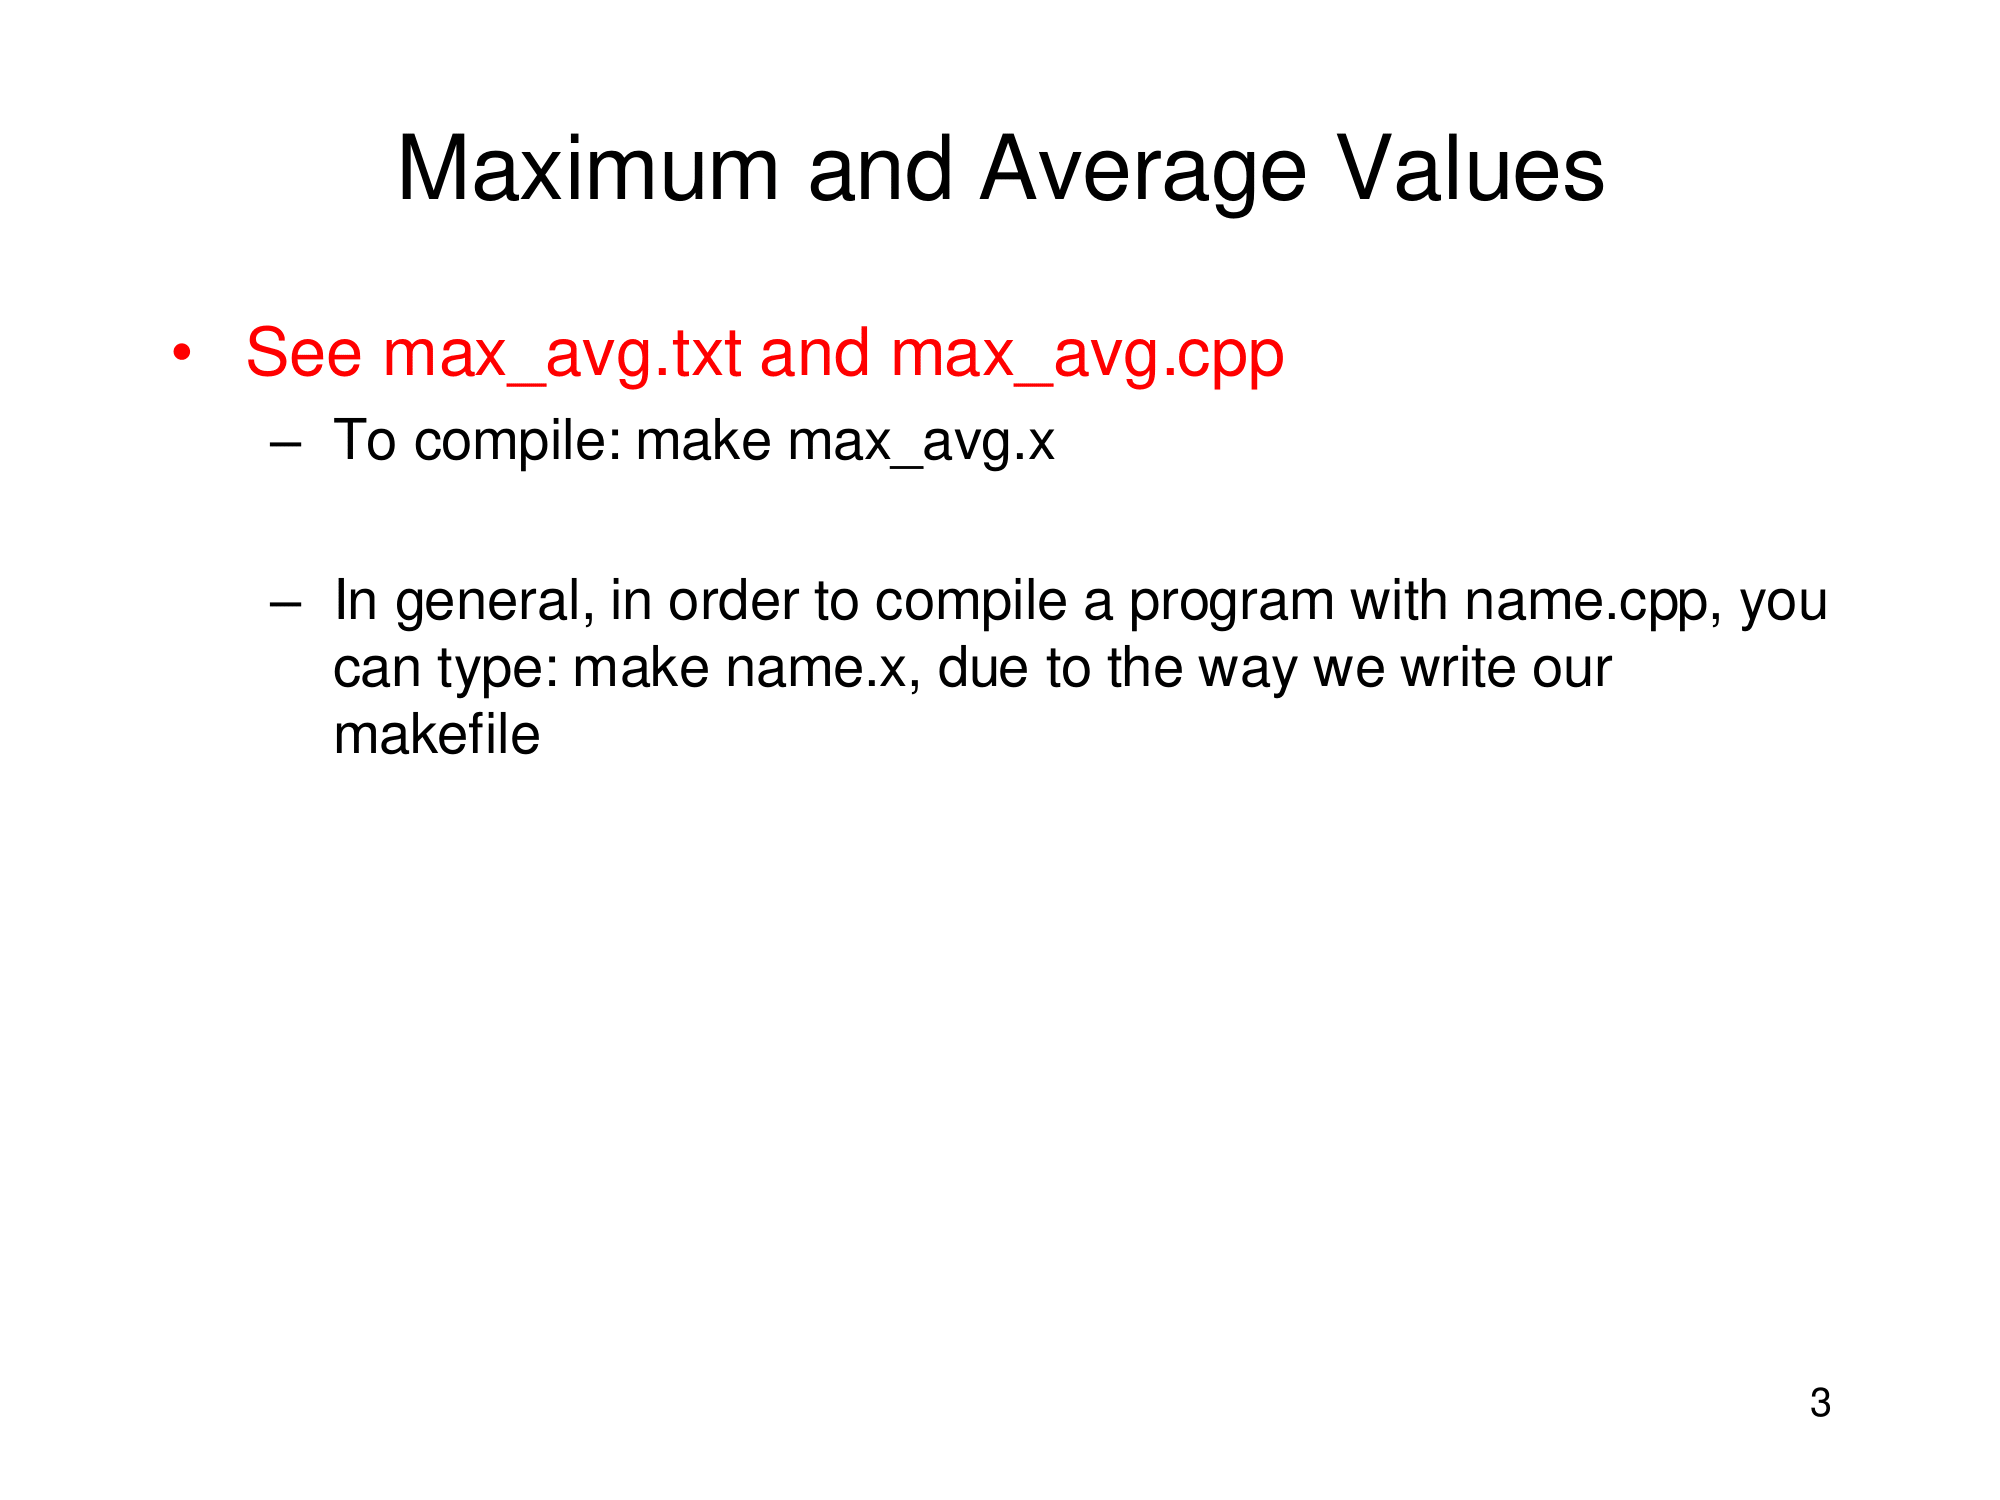 Maximum and Average Values
• See max_avg.txt and max_avg.cpp
– To compile: make max_avg.x
– In general, in order to compile a program with name.cpp, you
can type: make name.x, due to the way we write our
makefile
3